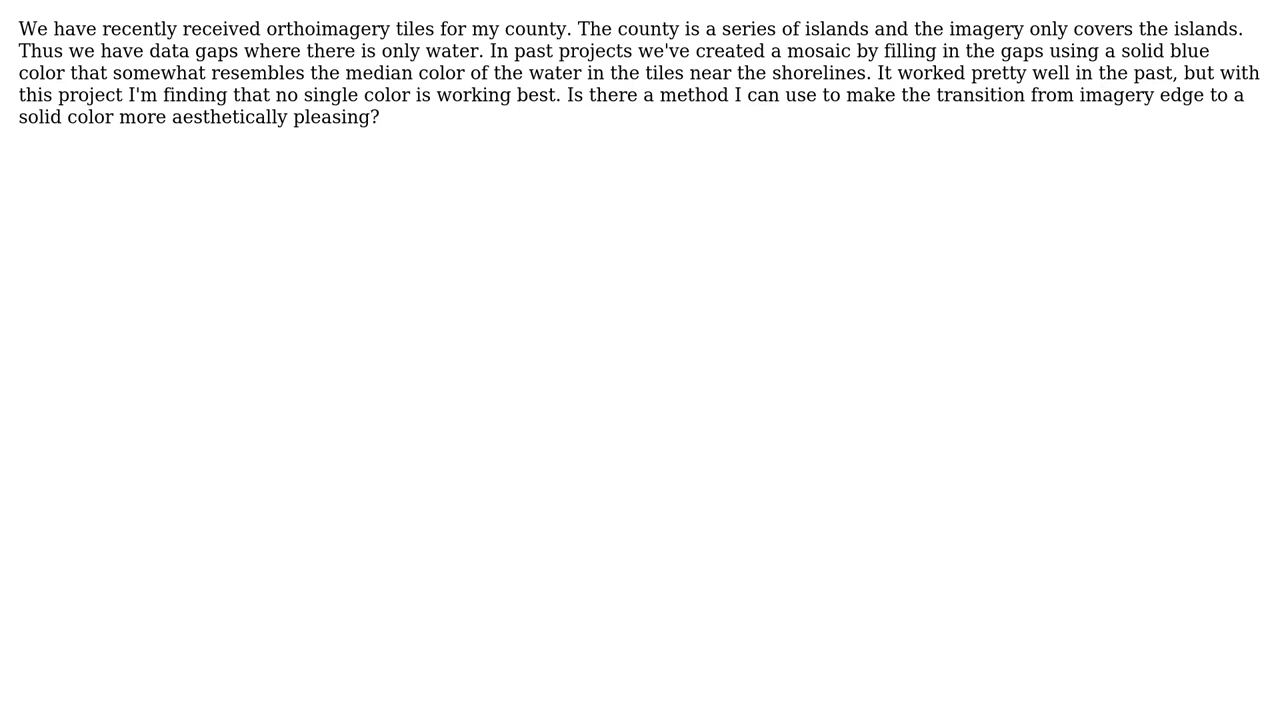 We have recently received orthoimagery tiles for my county. The county is a series of islands and the imagery only covers the islands.
Thus we have data gaps where there is only water. In past projects we've created a mosaic by filling in the gaps using a solid blue
color that somewhat resembles the median color of the water in the tiles near the shorelines. It worked pretty well in the past, but with
this project I'm finding that no single color is working best. Is there a method I can use to make the transition from imagery edge to a
solid color more aesthetically pleasing?